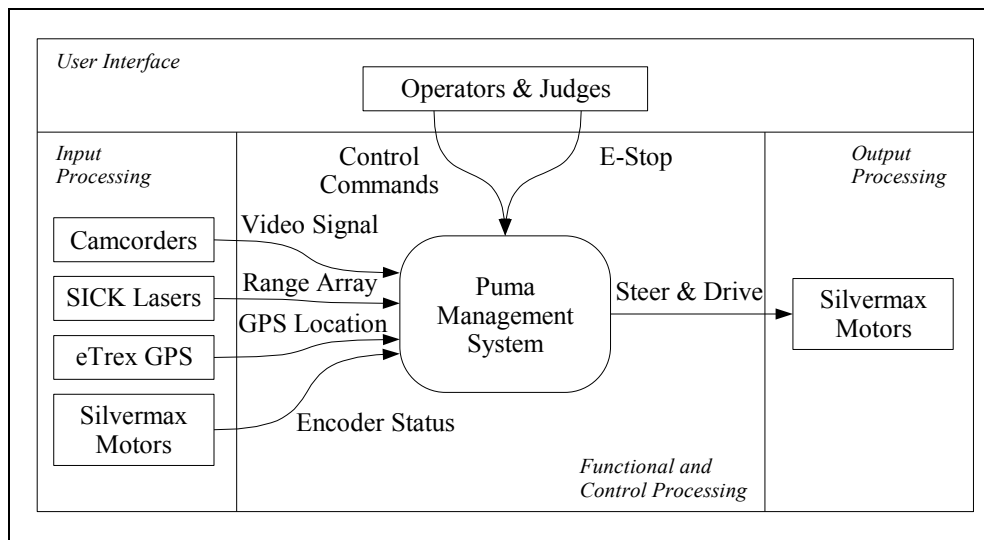 User Interface
Operators & Judges
Input
Processing
Control
Commands
E-Stop
Output
Processing
Camcorders
Video Signal
SICK Lasers
Range Array
GPS Location
eTrex GPS
Silvermax
Motors
Encoder Status
Puma
Management
System
Steer & Drive
Silvermax
Motors
Functional and
Control Processing